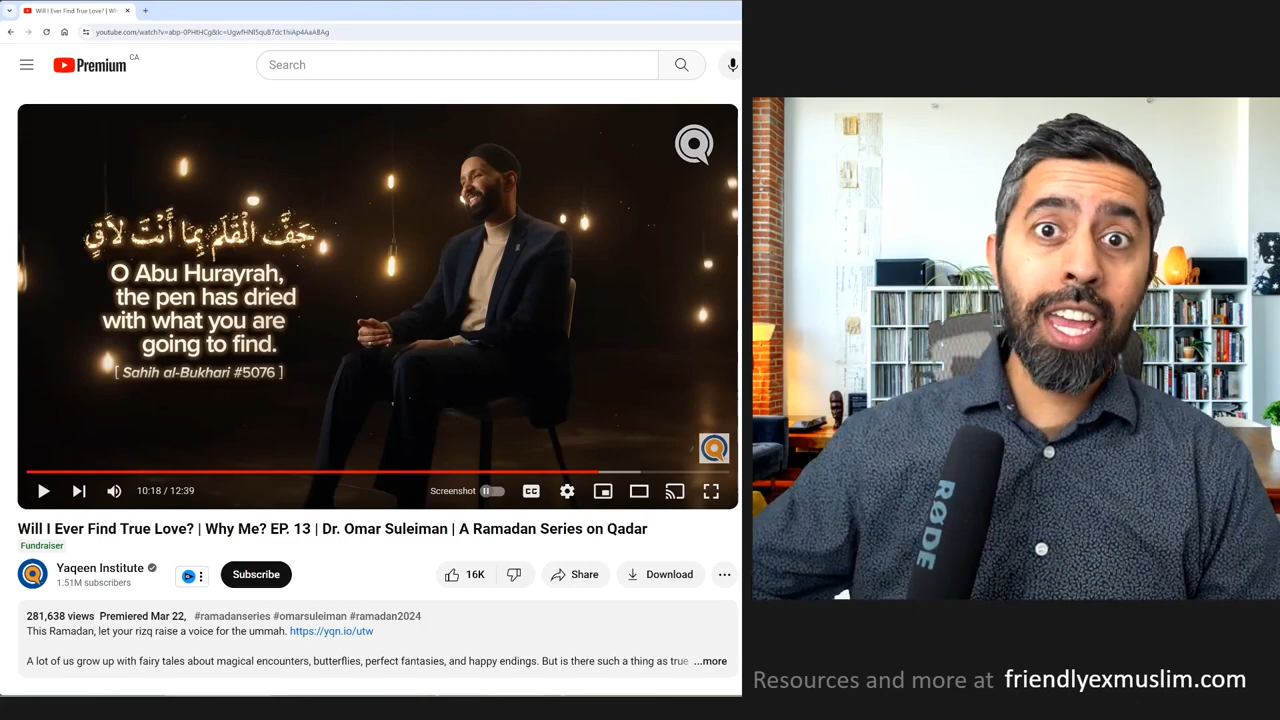 Will I Ever Find True Love? | Wh
youtube.com/watch?v=abp-0PHtHCg&lc=UgwfHNI5quB7dc1hiAp4AaABAg
Premium CA
Search
جَفَّ الْقَلَمُ بِمَا أَنْتَ لاَقٍ
O Abu Hurayrah,
the pen has dried
with what you are
going to find.
[ Sahih al-Bukhari #5076 ]
10:18 / 12:39
Screenshot
CC
Will I Ever Find True Love? | Why Me? EP. 13 | Dr. Omar Suleiman | A Ramadan Series on Qadar
Fundraiser
Yaqeen Institute
1.51M subscribers
Subscribe
16K
Share
Download
281,638 views Premiered Mar 22, #ramadanseries #omarsuleiman #ramadan2024
This Ramadan, let your rizq raise a voice for the ummah. https://yqn.io/utw
A lot of us grow up with fairy tales about magical encounters, butterflies, perfect fantasies, and happy endings. But is there such a thing as true ...more
RØDE
Resources and more at friendlyexmuslim.com